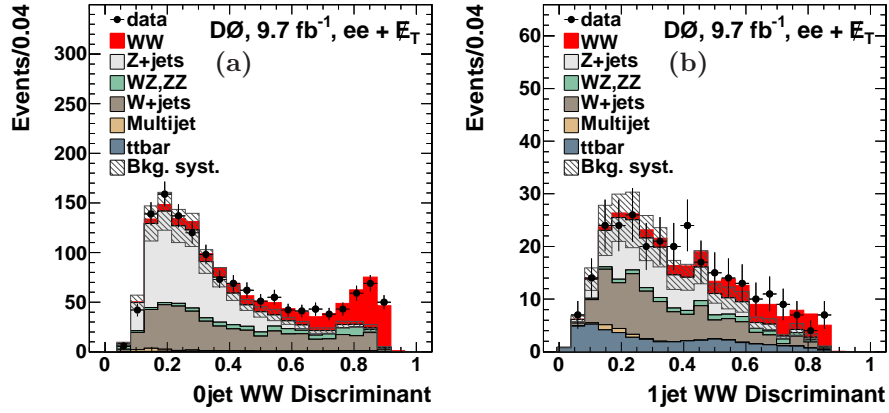 DØ, 9.7 fb⁻¹, ee + E̸_T
(a)
data
WW
Z+jets
WZ,ZZ
W+jets
Multijet
ttbar
Bkg. syst.
Events/0.04
350
300
250
200
150
100
50
0
0 0.2 0.4 0.6 0.8 1
0jet WW Discriminant
DØ, 9.7 fb⁻¹, ee + E̸_T
(b)
data
WW
Z+jets
WZ,ZZ
W+jets
Multijet
ttbar
Bkg. syst.
Events/0.04
60
50
40
30
20
10
0
0 0.2 0.4 0.6 0.8 1
1jet WW Discriminant